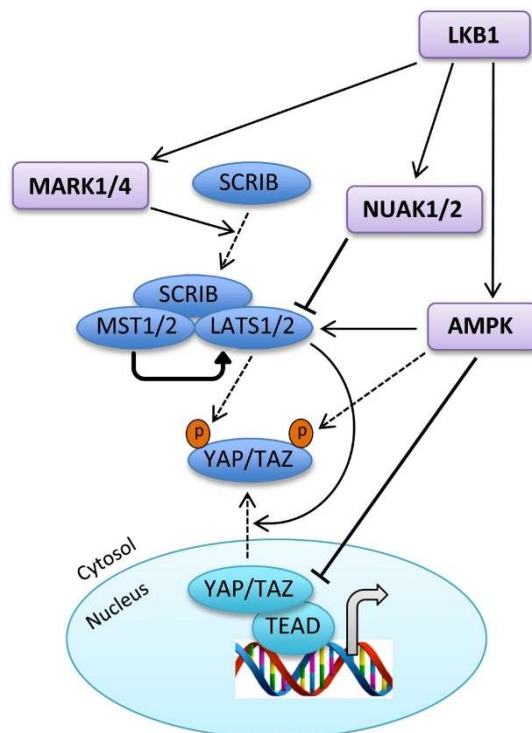 LKB1
MARK1/4
SCRIB
NUAK1/2
SCRIB
MST1/2
LATS1/2
AMPK
p
p
YAP/TAZ
Cytosol
Nucleus
YAP/TAZ
TEAD